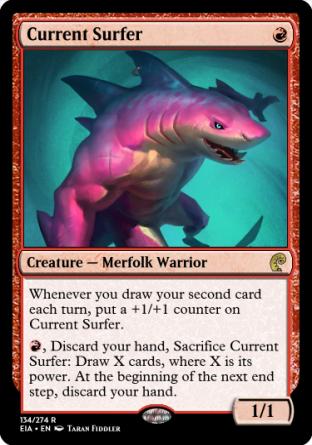 Current Surfer
Creature — Merfolk Warrior
Whenever you draw your second card
each turn, put a +1/+1 counter on
Current Surfer.
, Discard your hand, Sacrifice Current
Surfer: Draw X cards, where X is its
power. At the beginning of the next end
step, discard your hand.
1/1
134/274 R
EIA • EN Taran Fiddler